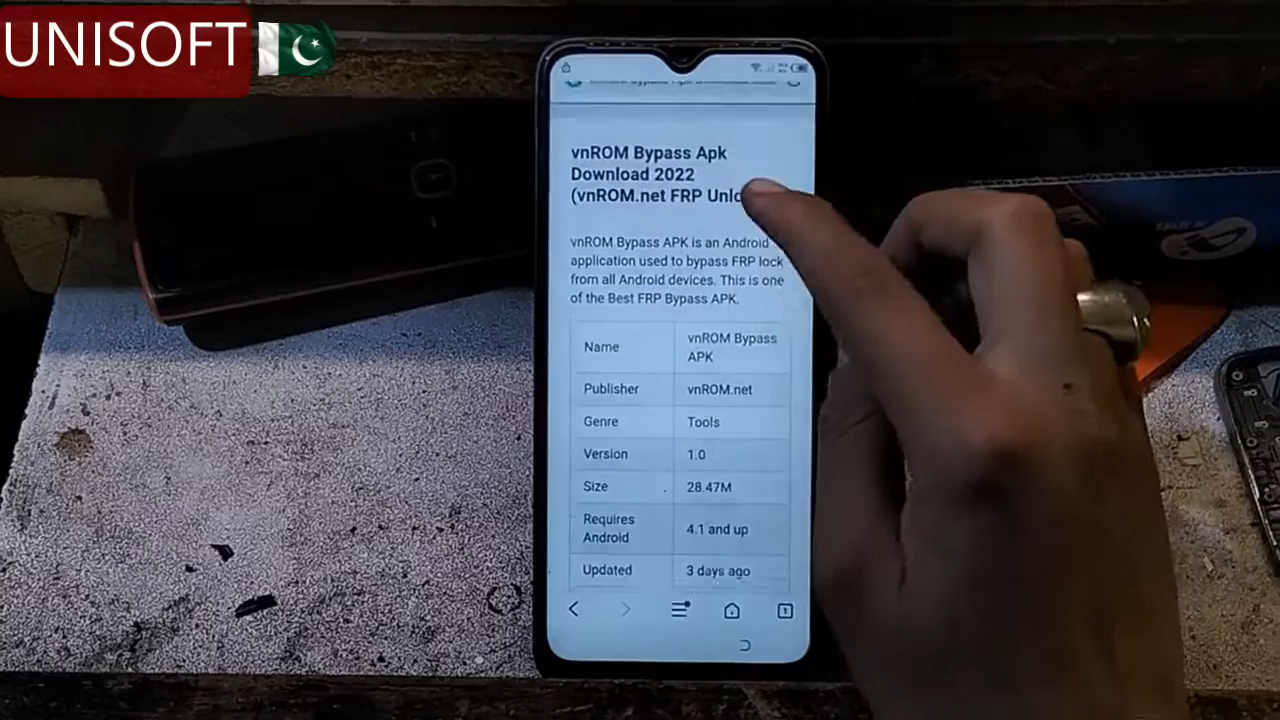 UNISOFT
vnROM Bypass Apk
Download 2022
(vnROM.net FRP
vnROM Bypass APK is an Android
application used to bypass FRP lock
from all Android devices. This is one
of the Best FRP Bypass APK.
Name
vnROM Bypass
APK
Publisher
vnROM.net
Genre
Tools
Version
1.0
Size
28.47M
Requires
Android
4.1 and up
Updated
3 days ago
1